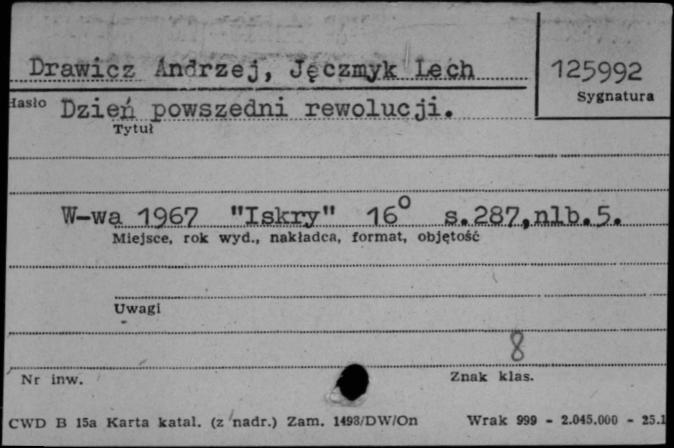 Drawicz Andrzej, Jęczmyk Lech 125992
Hasło Sygnatura
Dzień powszedni rewolucji.
Tytuł
W-wa 1967 "Iskry" 16° s.287,nlb.5.
Miejsce, rok wyd., nakładca, format, objętość
Uwagi
8
Nr inw. Znak klas.
CWD B 15a Karta katal. (z nadr.) Zam. 1498/DW/On Wrak 999 - 2.045.000 - 25.1